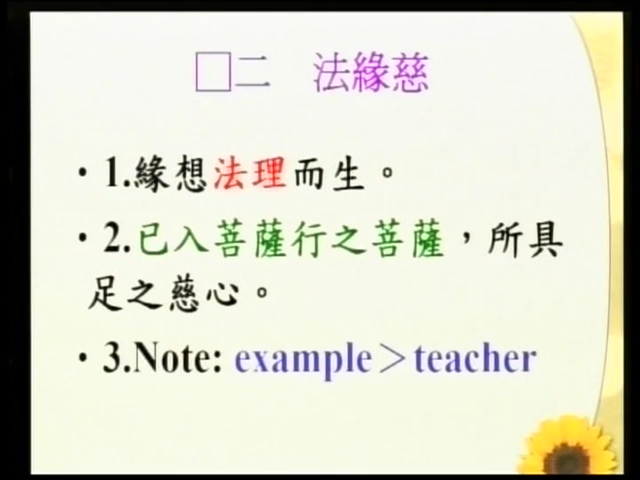 □二 法緣慈
•1.緣想法理而生。
•2.已入菩薩行之菩薩，所具
足之慈心。
•3.Note: example＞teacher